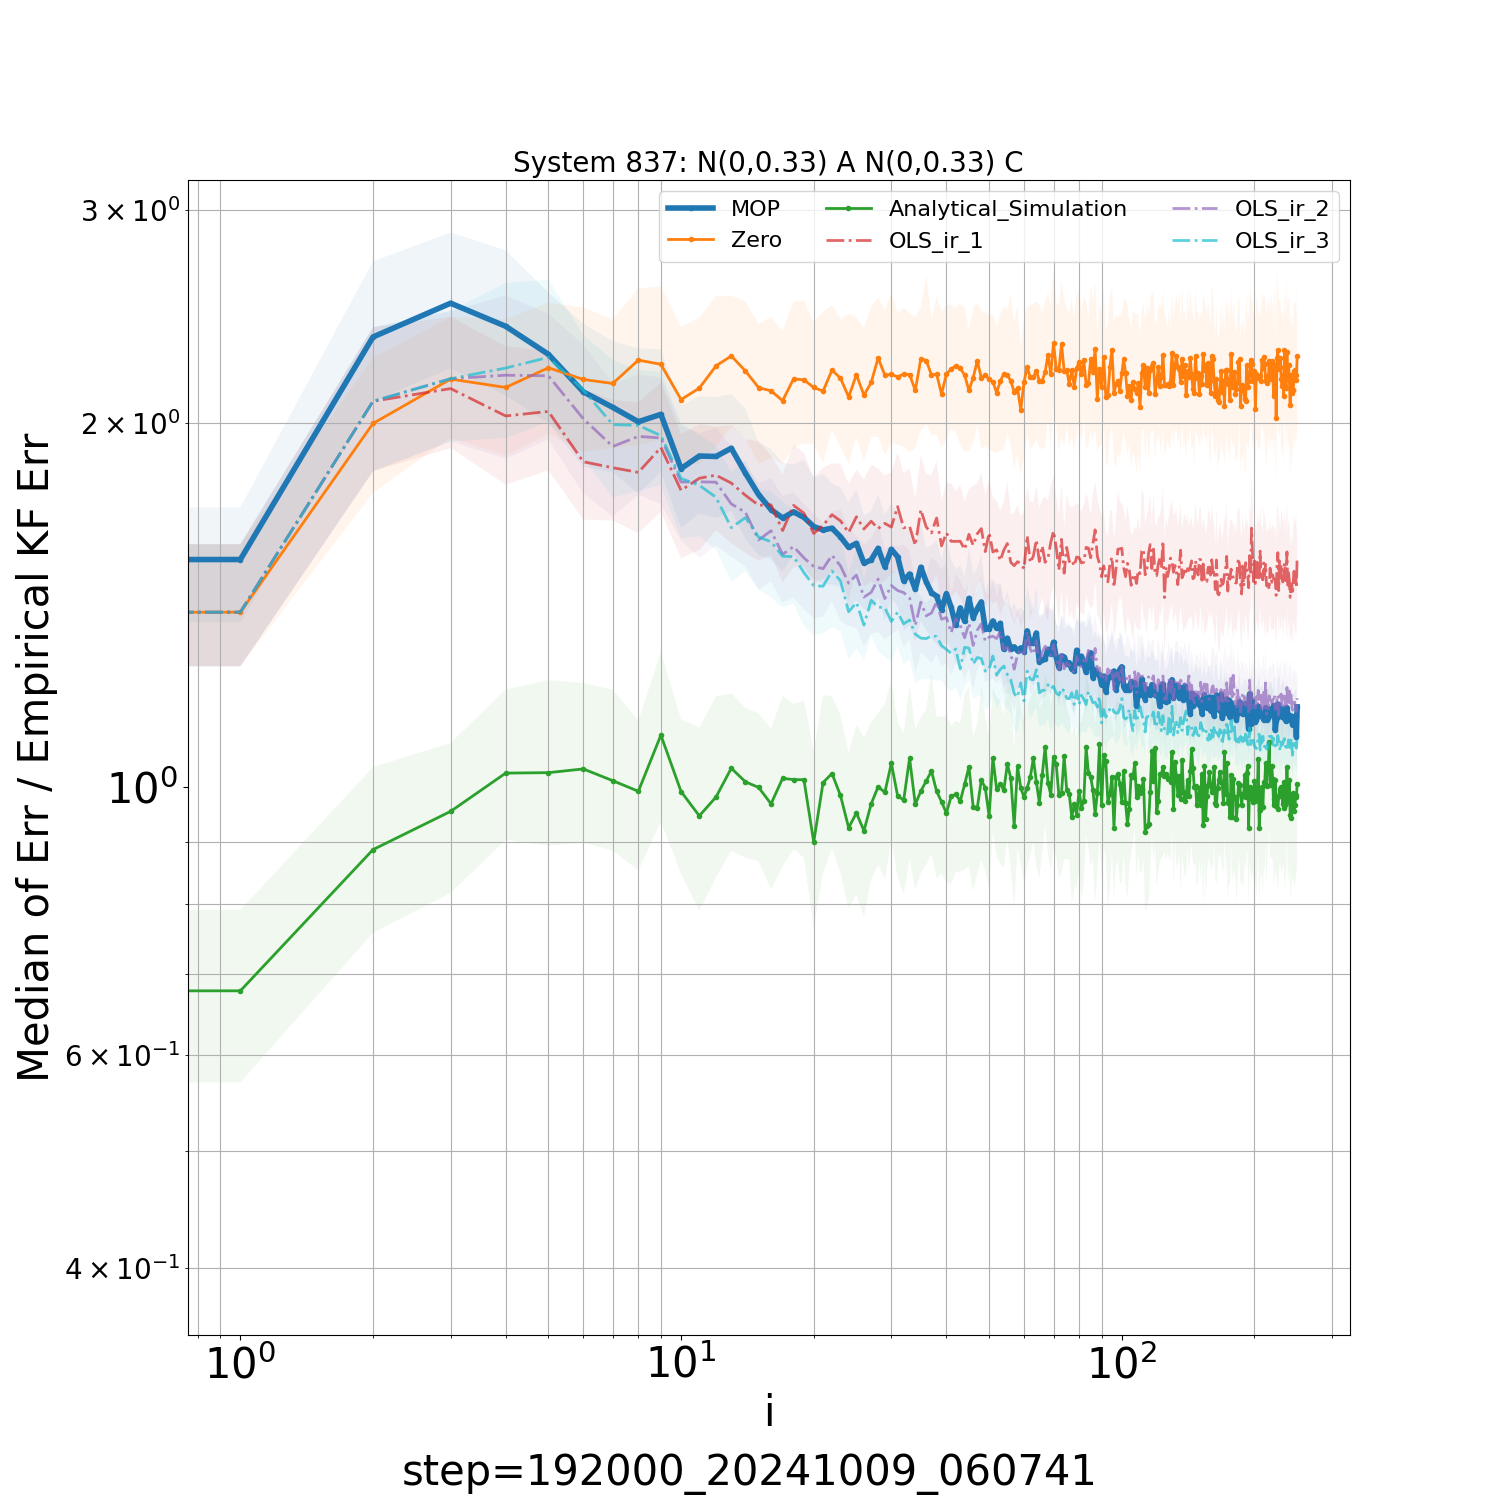 System 837: N(0,0.33) A N(0,0.33) C
MOP
Zero
Analytical_Simulation
OLS_ir_1
OLS_ir_2
OLS_ir_3
Median of Err / Empirical KF Err
3 × 10⁰
2 × 10⁰
10⁰
6 × 10⁻¹
4 × 10⁻¹
10⁰ 10¹ 10²
i
step=192000_20241009_060741